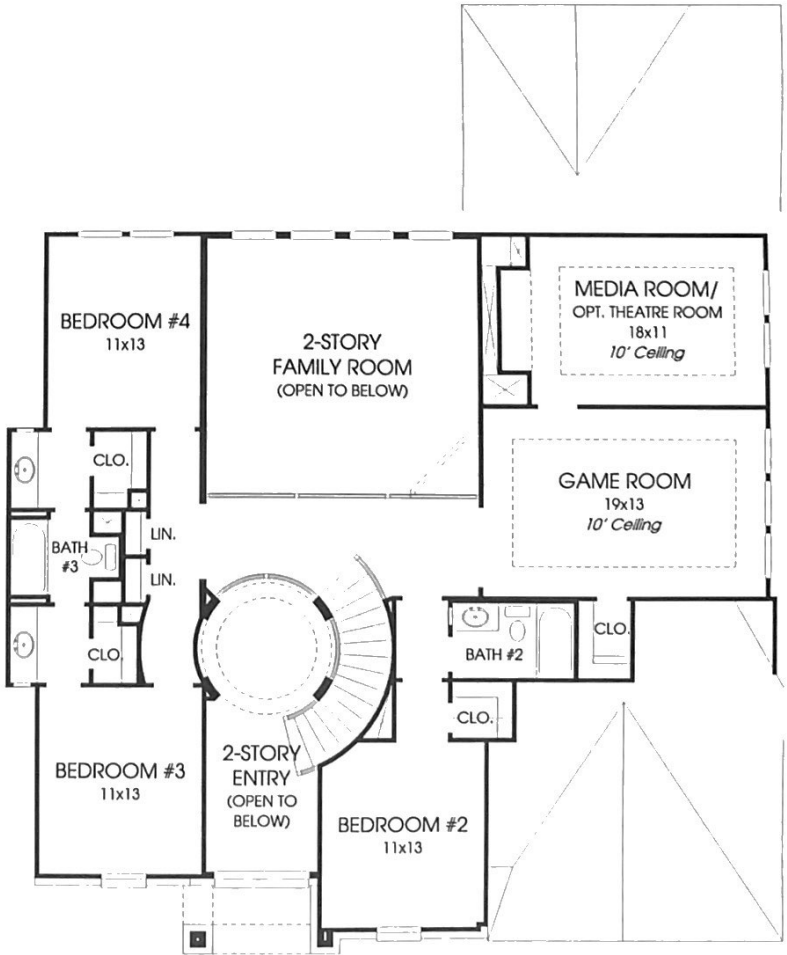 BEDROOM #4
11x13
2-STORY
FAMILY ROOM
(OPEN TO BELOW)
MEDIA ROOM/
OPT. THEATRE ROOM
18x11
10' Ceiling
CLO.
GAME ROOM
19x13
10' Ceiling
LIN.
BATH
#3
LIN.
CLO.
BATH #2
CLO.
CLO.
BEDROOM #3
11x13
2-STORY
ENTRY
(OPEN TO
BELOW)
BEDROOM #2
11x13